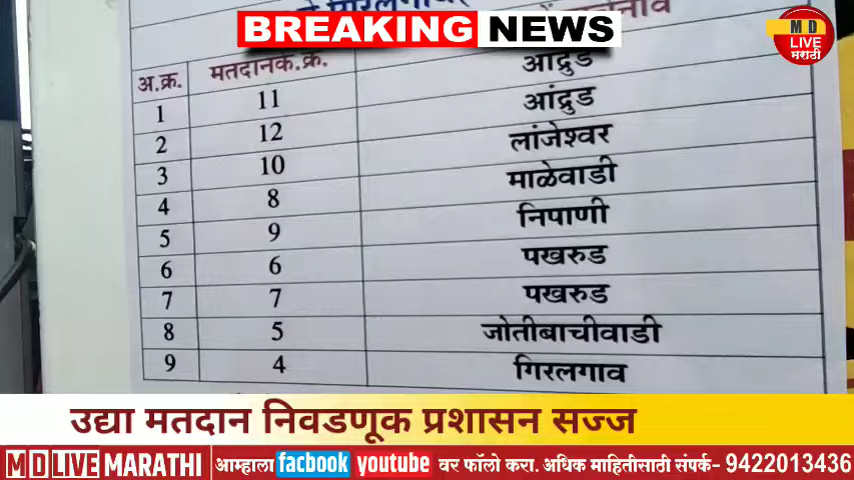 BREAKING NEWS
MD
LIVE
मराठी
अ.क्र. मतदानकें.क्र.
1 11 आंद्रुड
2 12 आंद्रुड
3 10 लांजेश्वर
4 8 माळेवाडी
5 9 निपाणी
6 6 पखरुड
7 7 पखरुड
8 5 जोतीबाचीवाडी
9 4 गिरलगाव
उद्या मतदान निवडणूक प्रशासन सज्ज
MD LIVE MARATHI आम्हाला facbook youtube वर फॉलो करा. अधिक माहितीसाठी संपर्क- 9422013436